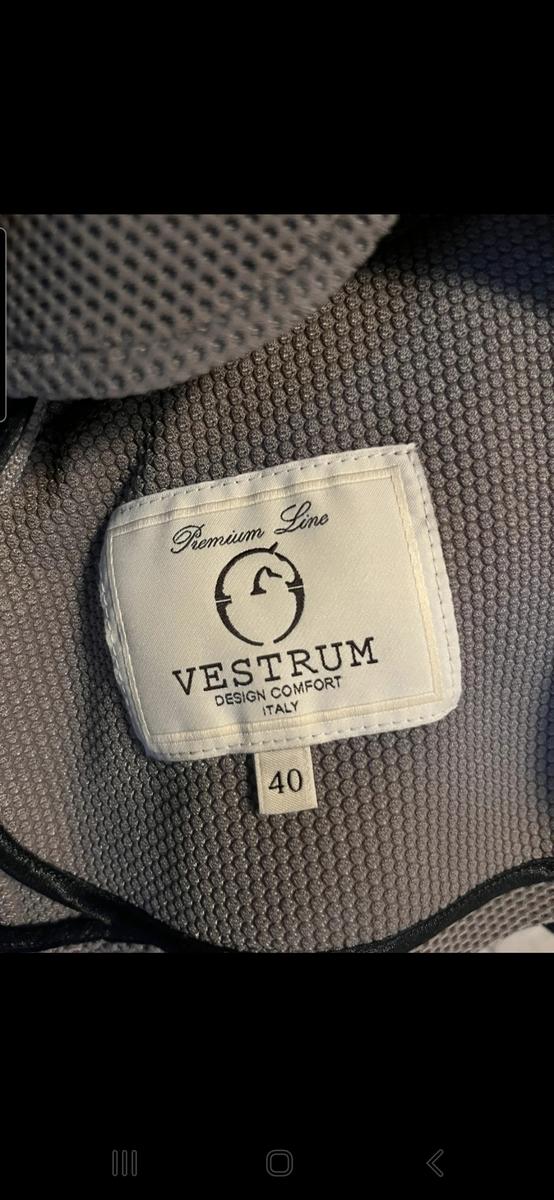 Premium Line
VESTRUM
DESIGN COMFORT
ITALY
40